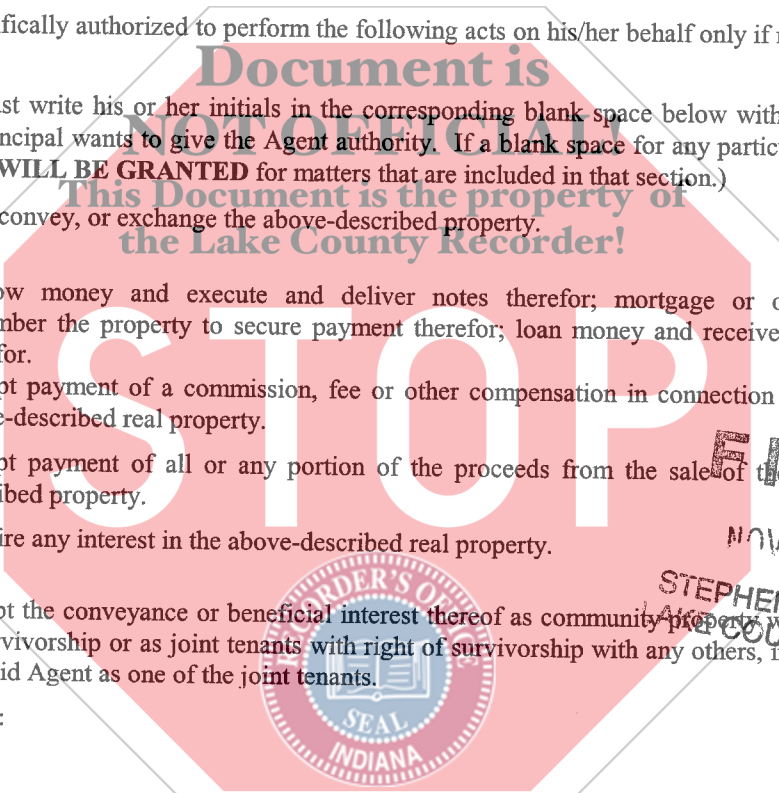 ifically authorized to perform the following acts on his/her behalf only if
Document is
ust write his or her initials in the corresponding blank space below with
NOT OFFICIAL!
ncipal wants to give the Agent authority. If a blank space for any partic
WILL BE GRANTED for matters that are included in that section.)
This Document is the property of
convey, or exchange the above-described property.
the Lake County Recorder!
ow money and execute and deliver notes therefor; mortgage or o
mber the property to secure payment therefor; loan money and receive
for.
STOP
pt payment of a commission, fee or other compensation in connection
e-described real property.
pt payment of all or any portion of the proceeds from the sale of the
ibed property.
FI
ire any interest in the above-described real property.
NOV
STEPHEN
LAKE COU
pt the conveyance or beneficial interest thereof as community property w
rvivorship or as joint tenants with right of survivorship with any others, i
id Agent as one of the joint tenants.
:
RECORDER'S OFFICE
SEAL
INDIANA